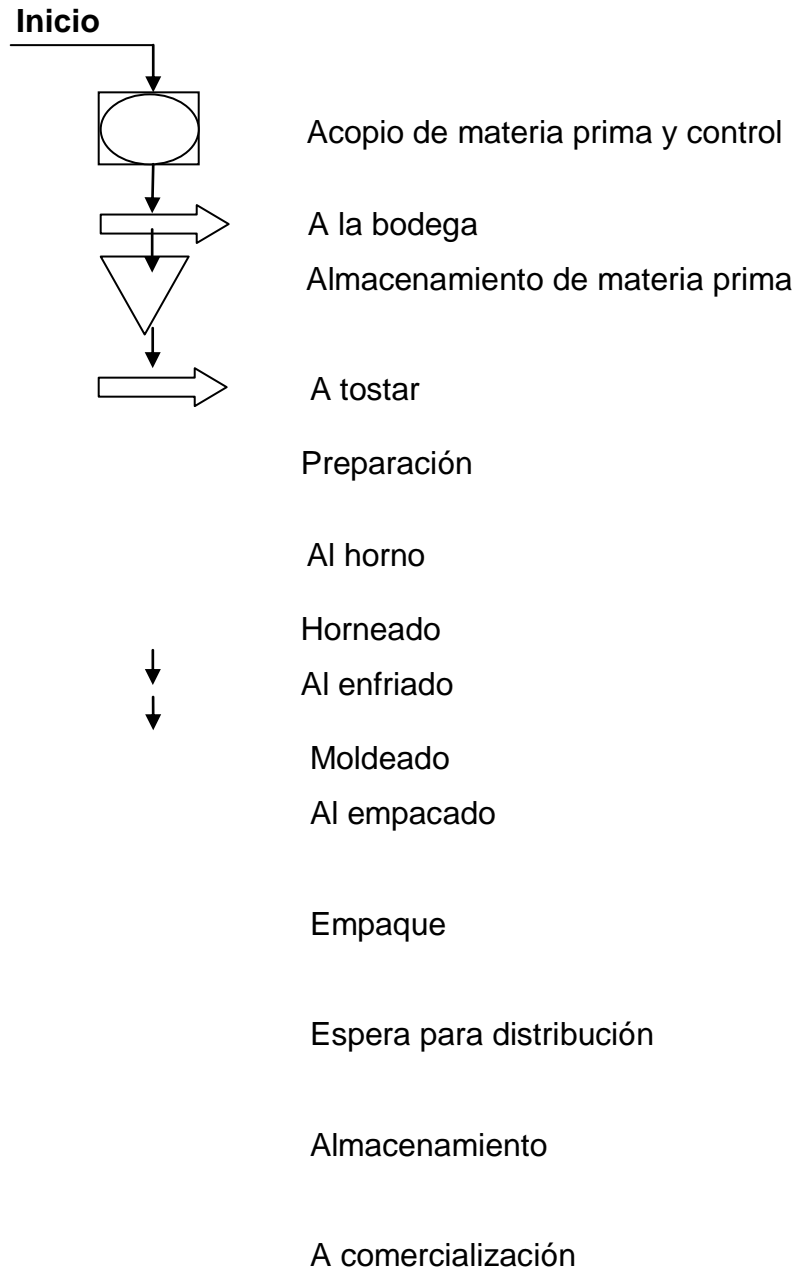 Inicio
Acopio de materia prima y control
A la bodega
Almacenamiento de materia prima
A tostar
Preparación
Al horno
Horneado
Al enfriado
Moldeado
Al empacado
Empaque
Espera para distribución
Almacenamiento
A comercialización